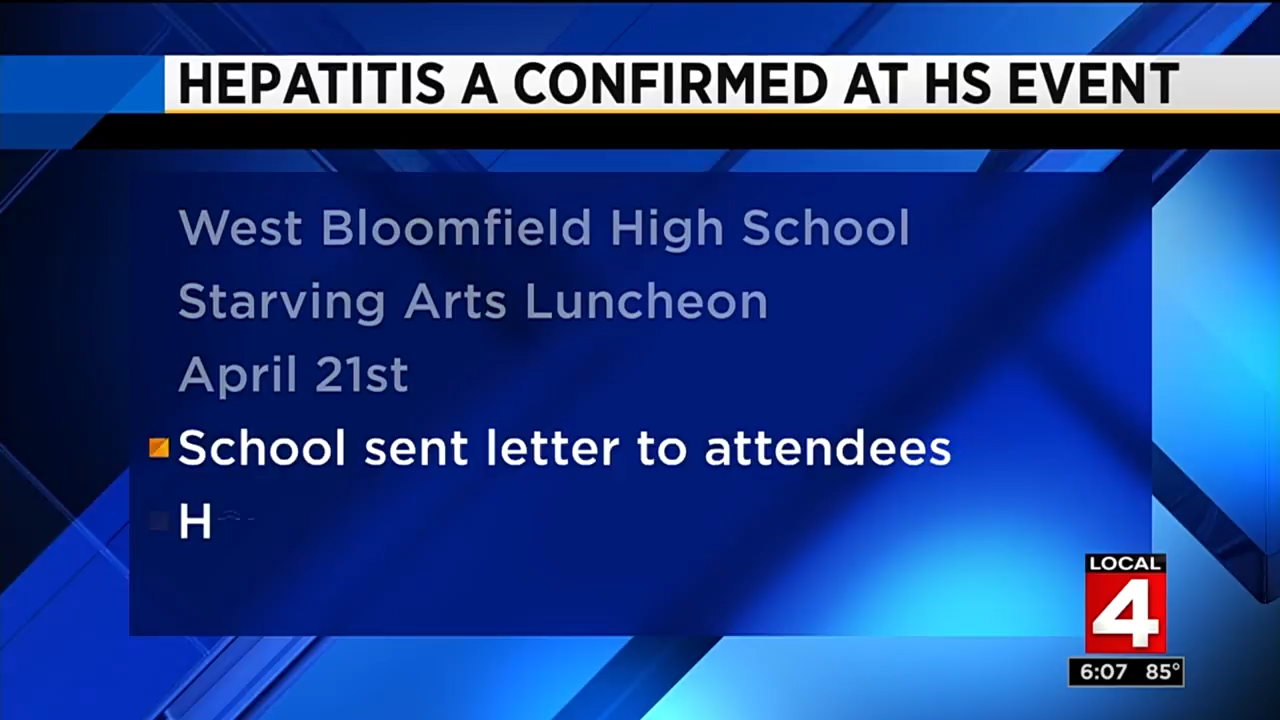 HEPATITIS A CONFIRMED AT HS EVENT
West Bloomfield High School
Starving Arts Luncheon
April 21st
School sent letter to attendees
H
LOCAL
4
6:07 85°